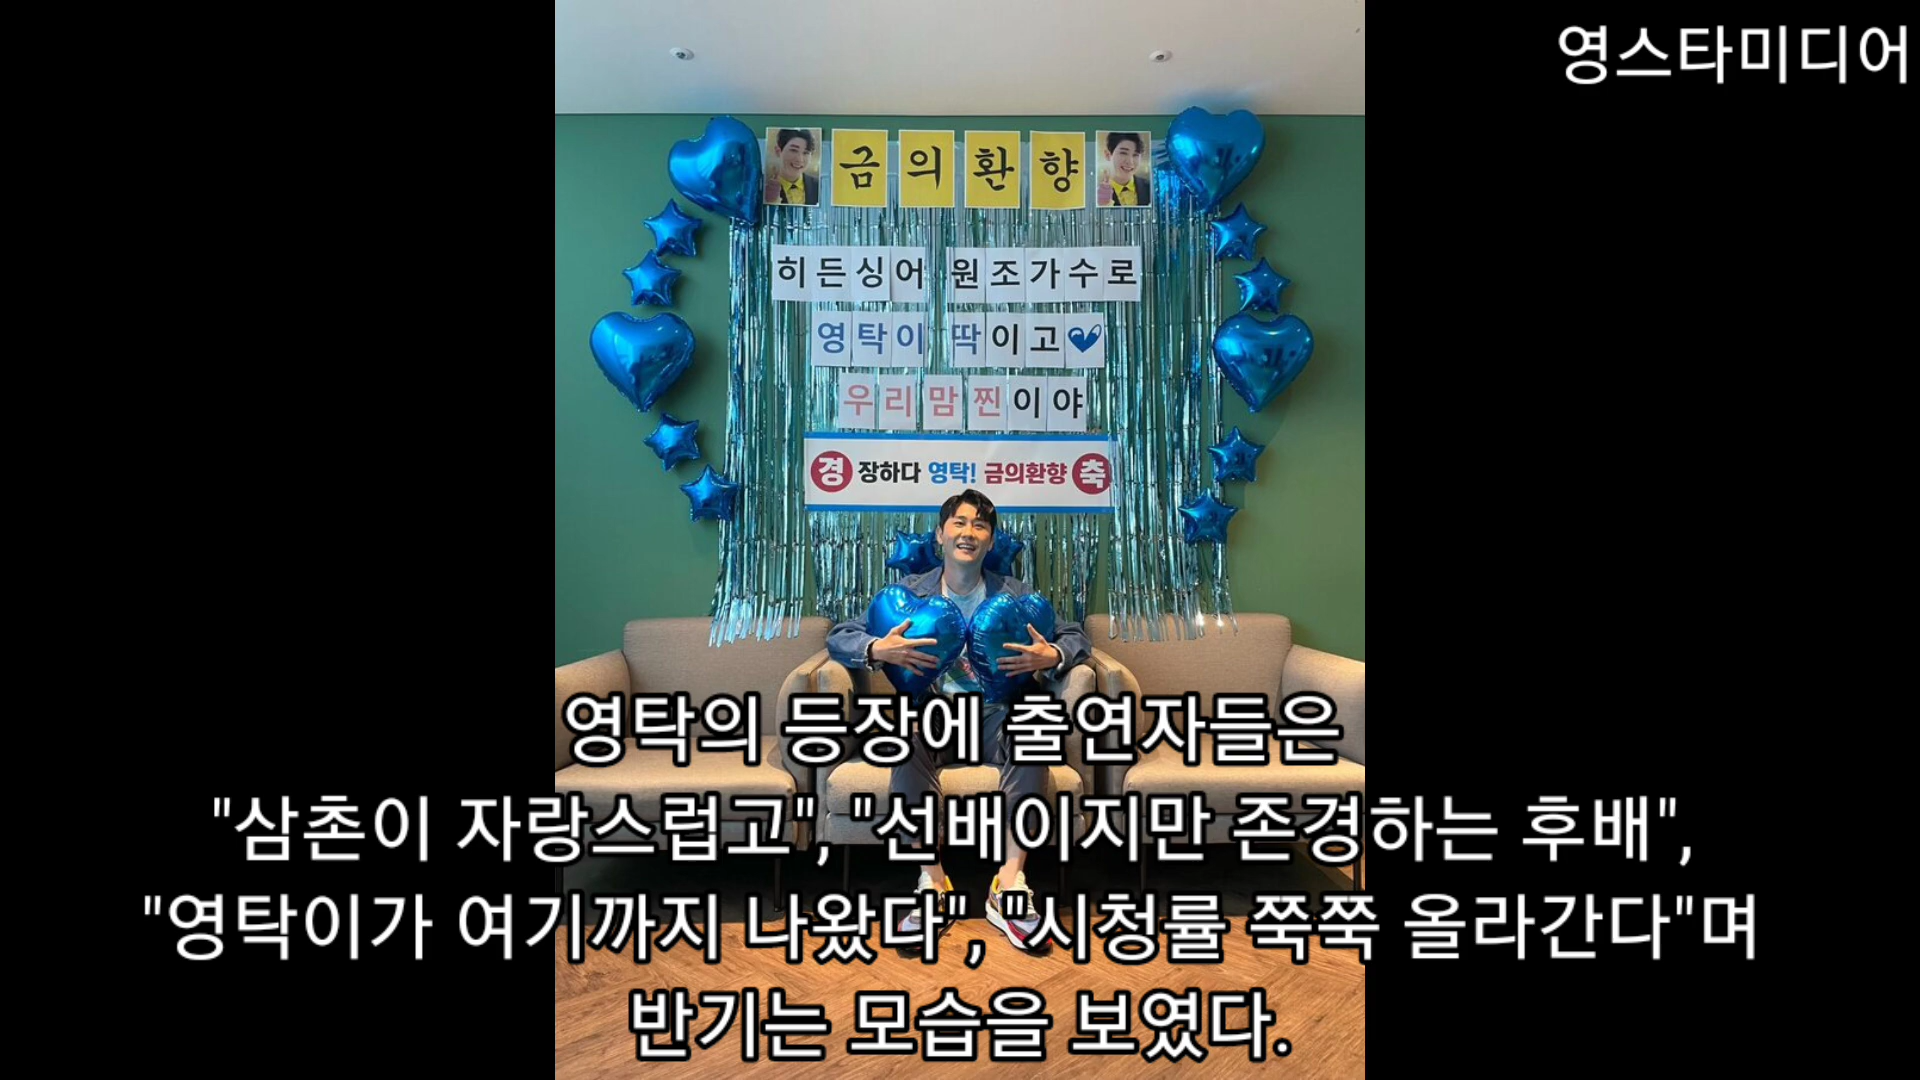 영스타미디어
금의환향
히든싱어 원조가수로
영탁이 딱이고
우리맘찐이야
경 장하다 영탁! 금의환향 축
영탁의 등장에 출연자들은
"삼촌이 자랑스럽고", "선배이지만 존경하는 후배",
"영탁이가 여기까지 나왔다", "시청률 쭉쭉 올라간다"며
반기는 모습을 보였다.